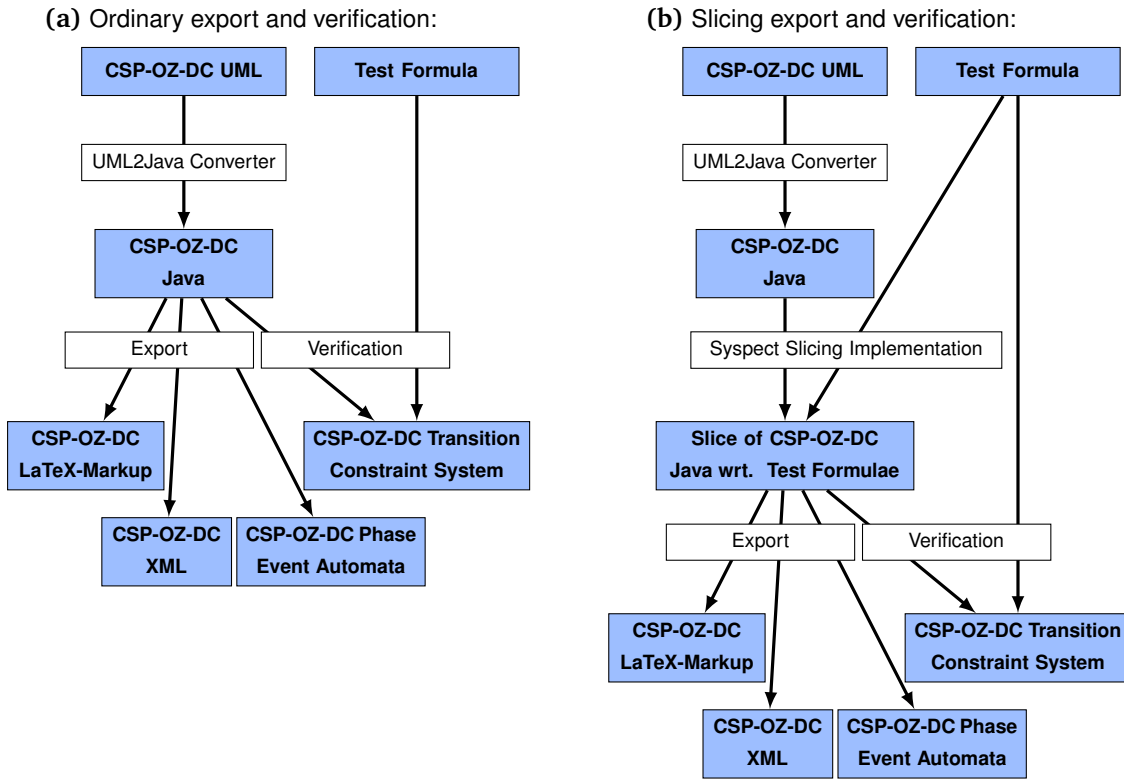 (a) Ordinary export and verification:
CSP-OZ-DC UML
Test Formula
UML2Java Converter
CSP-OZ-DC
Java
Export
Verification
CSP-OZ-DC
LaTeX-Markup
CSP-OZ-DC Transition
Constraint System
CSP-OZ-DC
XML
CSP-OZ-DC Phase
Event Automata
(b) Slicing export and verification:
CSP-OZ-DC UML
Test Formula
UML2Java Converter
CSP-OZ-DC
Java
Syspect Slicing Implementation
Slice of CSP-OZ-DC
Java wrt. Test Formulae
Export
Verification
CSP-OZ-DC
LaTeX-Markup
CSP-OZ-DC Transition
Constraint System
CSP-OZ-DC
XML
CSP-OZ-DC Phase
Event Automata